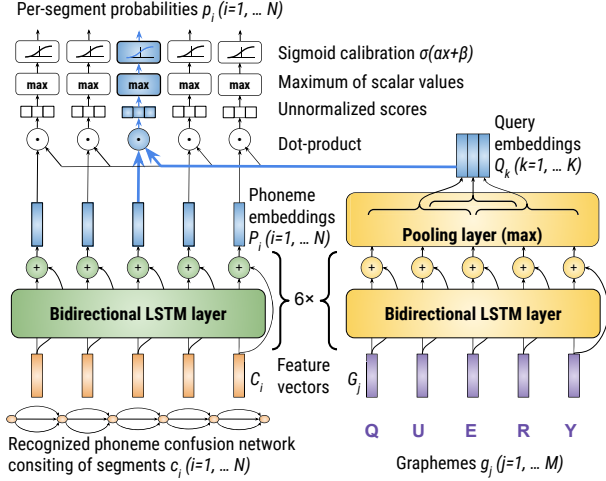 Per-segment probabilities p_i (i=1, ... N)
Sigmoid calibration σ(αx+β)
max max max max max
Maximum of scalar values
Unnormalized scores
Dot-product
Query
embeddings
Q_k (k=1, ... K)
Phoneme
embeddings
P_i (i=1, ... N)
Pooling layer (max)
+ + + + +
+ + + + +
Bidirectional LSTM layer
6×
Bidirectional LSTM layer
C_i
Feature
vectors
G_j
Q U E R Y
Recognized phoneme confusion network
consiting of segments c_i (i=1, ... N)
Graphemes g_j (j=1, ... M)